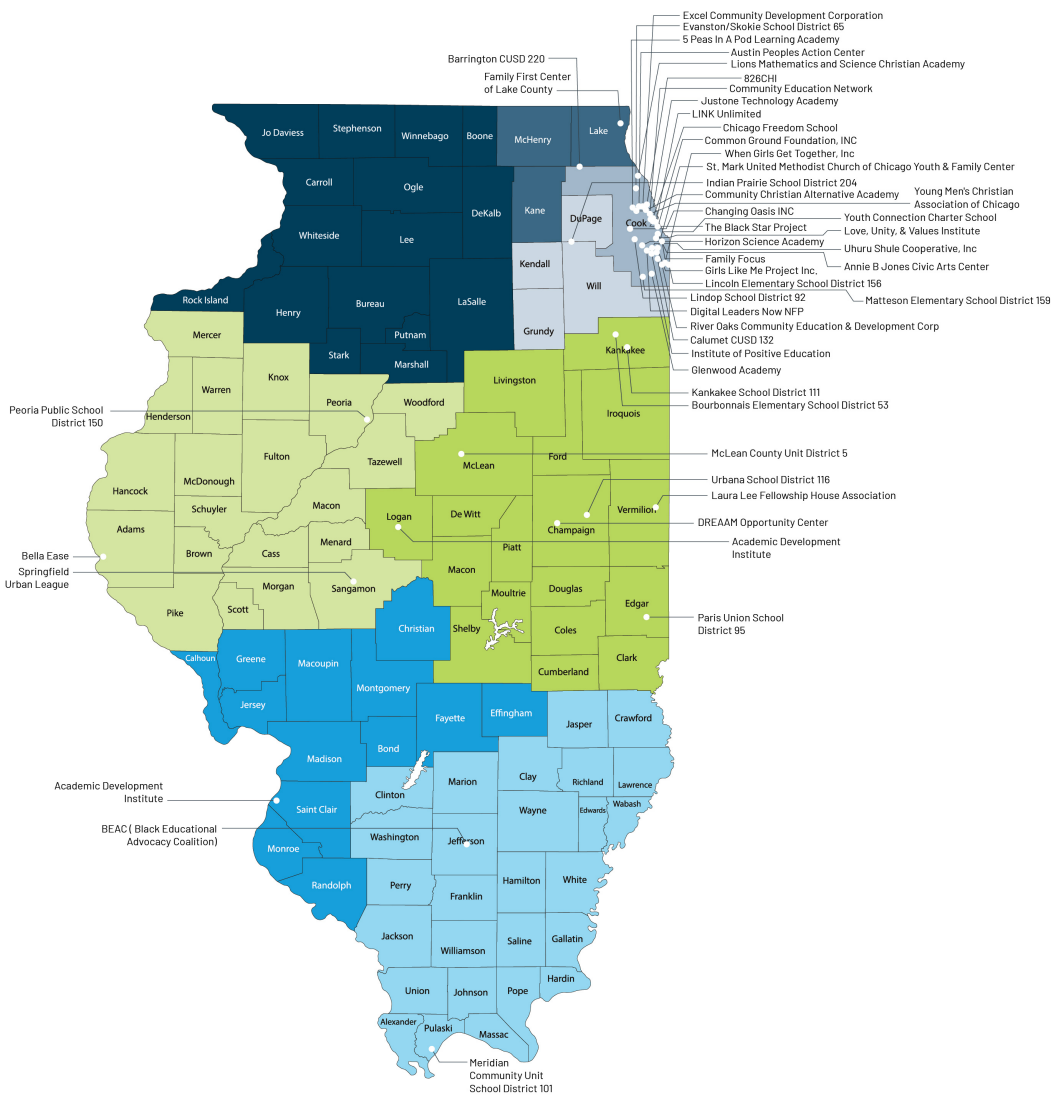 Excel Community Development Corporation
Evanston/Skokie School District 65
5 Peas In A Pod Learning Academy
Austin Peoples Action Center
Barrington CUSD 220
Lions Mathematics and Science Christian Academy
Family First Center
of Lake County
826CHI
Community Education Network
Justone Technology Academy
LINK Unlimited
Chicago Freedom School
Common Ground Foundation, INC
When Girls Get Together, Inc
St. Mark United Methodist Church of Chicago Youth & Family Center
Indian Prairie School District 204
Community Christian Alternative Academy
Young Men's Christian
Association of Chicago
Changing Oasis INC
Youth Connection Charter School
The Black Star Project
Love, Unity, & Values Institute
Horizon Science Academy
Uhuru Shule Cooperative, Inc
Family Focus
Annie B Jones Civic Arts Center
Girls Like Me Project Inc.
Lincoln Elementary School District 156
Lindop School District 92
Matteson Elementary School District 159
Digital Leaders Now NFP
River Oaks Community Education & Development Corp
Calumet CUSD 132
Institute of Positive Education
Glenwood Academy
Kankakee School District 111
Bourbonnais Elementary School District 53
McLean County Unit District 5
Urbana School District 116
Laura Lee Fellowship House Association
DREAAM Opportunity Center
Academic Development
Institute
Paris Union School
District 95
Peoria Public School
District 150
Bella Ease
Springfield
Urban League
Academic Development
Institute
BEAC ( Black Educational
Advocacy Coalition)
Meridian
Community Unit
School District 101
Jo Daviess
Stephenson
Winnebago
Boone
McHenry
Lake
Carroll
Ogle
DeKalb
Kane
DuPage
Cook
Whiteside
Lee
Kendall
Will
Rock Island
Henry
Bureau
LaSalle
Putnam
Grundy
Mercer
Stark
Marshall
Kankakee
Knox
Livingston
Warren
Henderson
Peoria
Woodford
Iroquois
Fulton
Tazewell
McLean
Ford
Hancock
McDonough
Schuyler
Macon
Logan
De Witt
Vermilion
Adams
Champaign
Menard
Brown
Cass
Piatt
Morgan
Sangamon
Macon
Moultrie
Douglas
Pike
Scott
Christian
Shelby
Coles
Edgar
Calhoun
Greene
Macoupin
Cumberland
Clark
Montgomery
Jersey
Fayette
Effingham
Jasper
Crawford
Madison
Bond
Clinton
Marion
Clay
Richland
Lawrence
Saint Clair
Wayne
Edwards
Wabash
Washington
Jefferson
Monroe
Randolph
Perry
Franklin
Hamilton
White
Jackson
Williamson
Saline
Gallatin
Union
Johnson
Pope
Hardin
Alexander
Pulaski
Massac